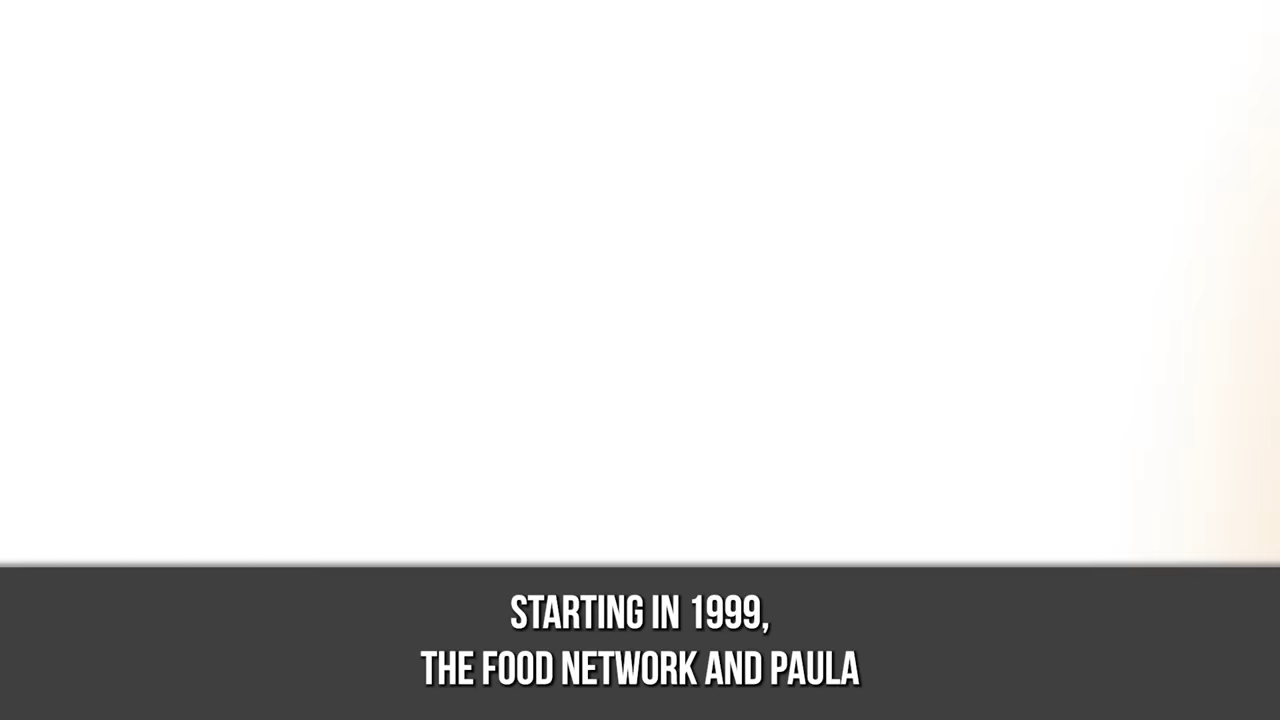 STARTING IN 1999,
THE FOOD NETWORK AND PAULA